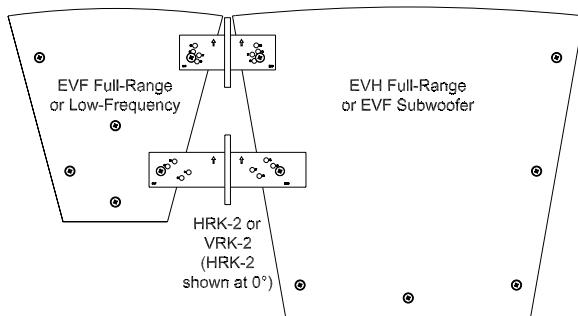 EVF Full-Range
or Low-Frequency
EVH Full-Range
or EVF Subwoofer
HRK-2 or
VRK-2
(HRK-2
shown at 0°)